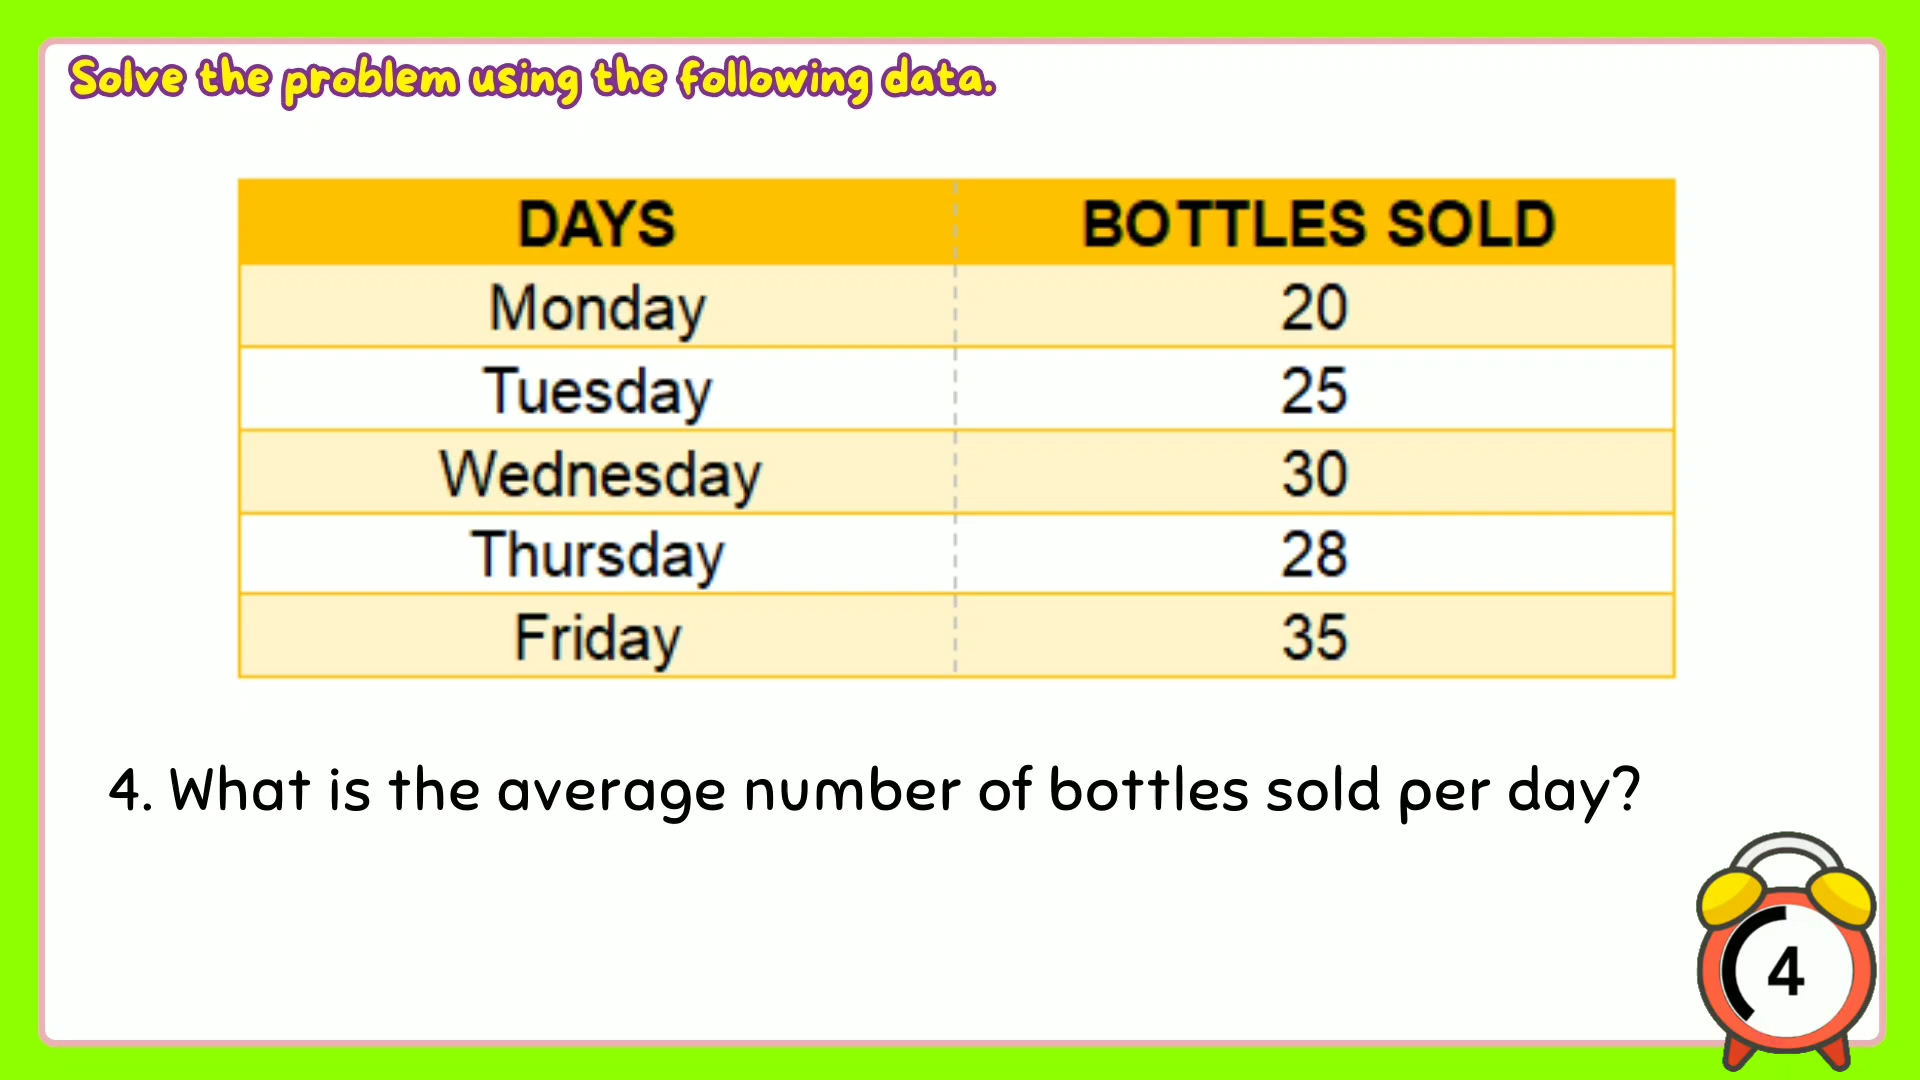 Solve the problem using the following data.
DAYS BOTTLES SOLD
Monday 20
Tuesday 25
Wednesday 30
Thursday 28
Friday 35
4. What is the average number of bottles sold per day?
4